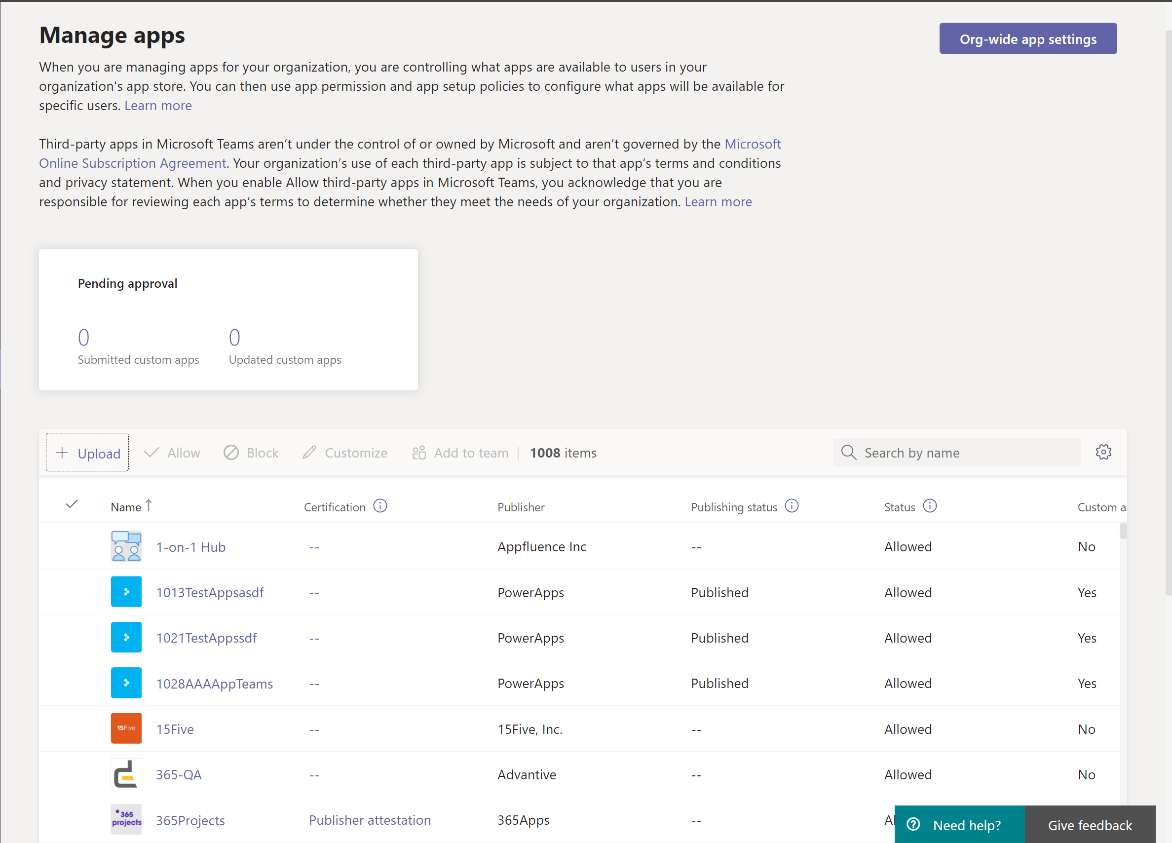 Manage apps
Org-wide app settings
When you are managing apps for your organization, you are controlling what apps are available to users in your
organization's app store. You can then use app permission and app setup policies to configure what apps will be available for
specific users. Learn more
Third-party apps in Microsoft Teams aren’t under the control of or owned by Microsoft and aren’t governed by the Microsoft
Online Subscription Agreement. Your organization’s use of each third-party app is subject to that app’s terms and conditions
and privacy statement. When you enable Allow third-party apps in Microsoft Teams, you acknowledge that you are
responsible for reviewing each app’s terms to determine whether they meet the needs of your organization. Learn more
Pending approval
0 0
Submitted custom apps Updated custom apps
Upload Allow Block Customize Add to team | 1008 items Search by name
Name ↑ Certification Publisher Publishing status Status Custom a
1-on-1 Hub -- Appfluence Inc -- Allowed No
1013TestAppsasdf -- PowerApps Published Allowed Yes
1021TestAppssdf -- PowerApps Published Allowed Yes
1028AAAAppTeams -- PowerApps Published Allowed Yes
15Five 15Five -- 15Five, Inc. -- Allowed No
365-QA -- Advantive -- Allowed No
365 projects 365Projects Publisher attestation 365Apps --
Need help? Give feedback